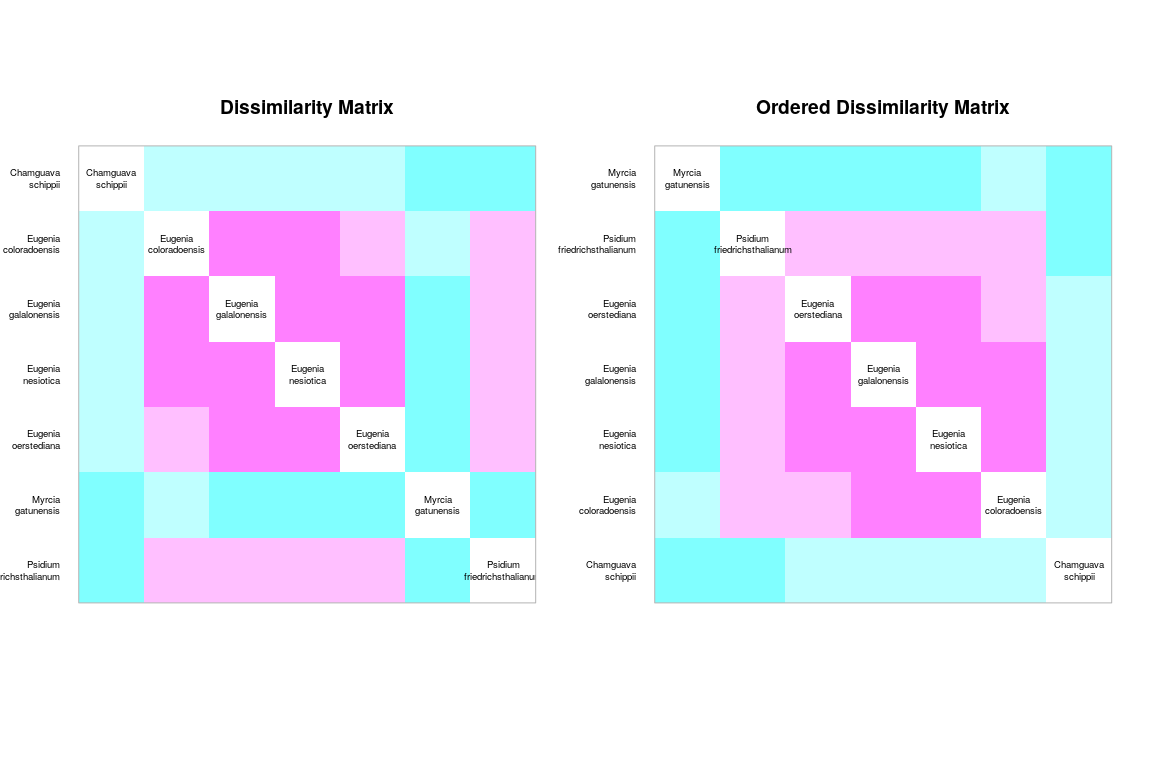 Dissimilarity Matrix
Chamguava
schippii
Chamguava
schippii
Eugenia
coloradoensis
Eugenia
coloradoensis
Eugenia
galalonensis
Eugenia
galalonensis
Eugenia
nesiotica
Eugenia
nesiotica
Eugenia
oerstediana
Eugenia
oerstediana
Myrcia
gatunensis
Myrcia
gatunensis
Psidium
richsthalianum
Psidium
friedrichsthalianu
Ordered Dissimilarity Matrix
Myrcia
gatunensis
Myrcia
gatunensis
Psidium
friedrichsthalianum
Psidium
friedrichsthalianum
Eugenia
oerstediana
Eugenia
oerstediana
Eugenia
galalonensis
Eugenia
galalonensis
Eugenia
nesiotica
Eugenia
nesiotica
Eugenia
coloradoensis
Eugenia
coloradoensis
Chamguava
schippii
Chamguava
schippii